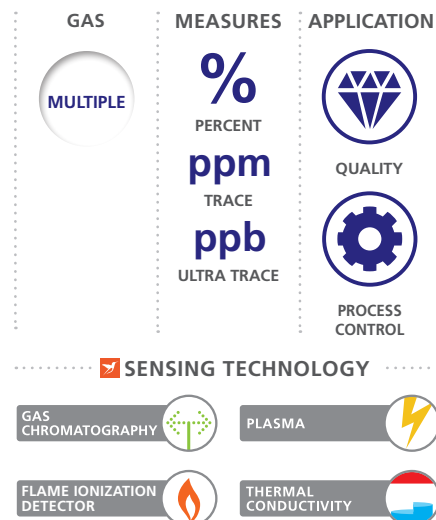 GAS
MULTIPLE
MEASURES
%
PERCENT
ppm
TRACE
ppb
ULTRA TRACE
APPLICATION
QUALITY
PROCESS
CONTROL
SENSING TECHNOLOGY
GAS
CHROMATOGRAPHY
PLASMA
FLAME IONIZATION
DETECTOR
THERMAL
CONDUCTIVITY